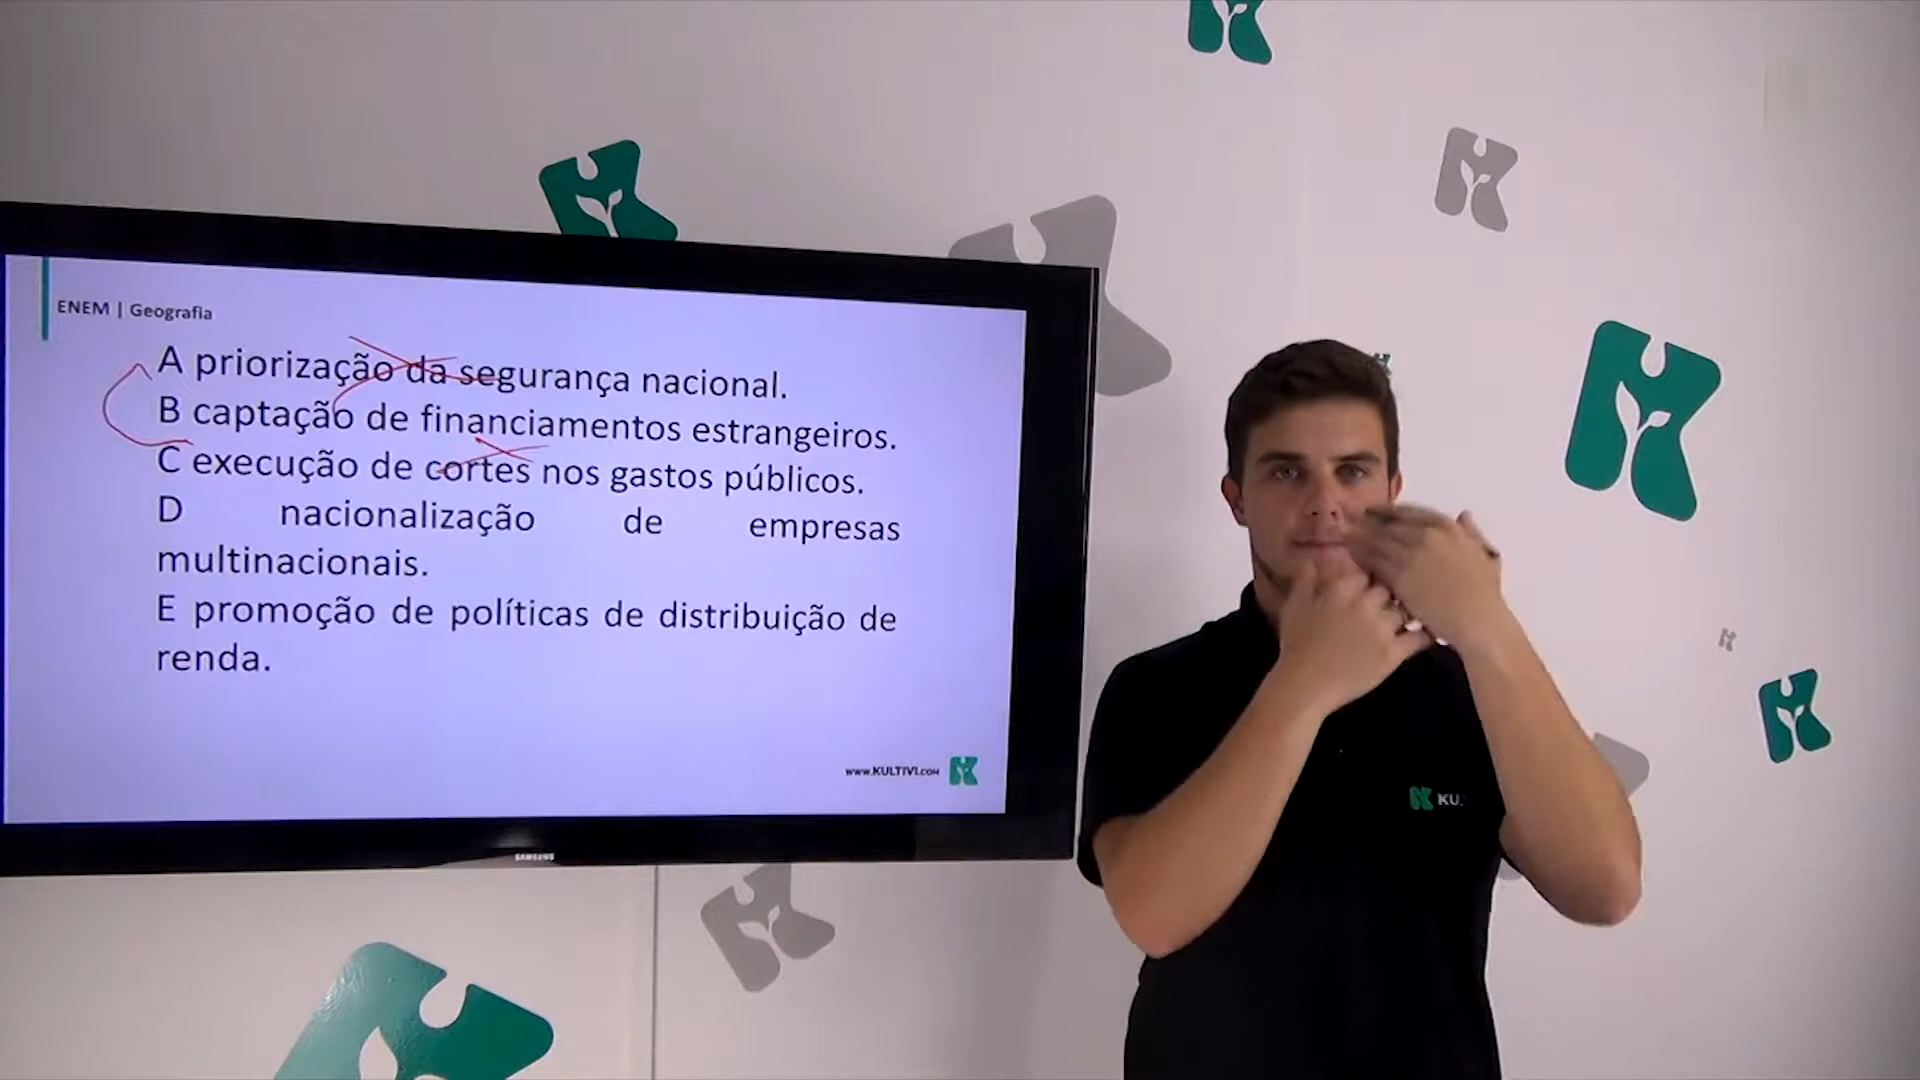 ENEM | Geografia
A priorização da segurança nacional.
B captação de financiamentos estrangeiros.
C execução de cortes nos gastos públicos.
D nacionalização de empresas
multinacionais.
E promoção de políticas de distribuição de
renda.
www.KULTIVI.COM
SAMSUNG
KU